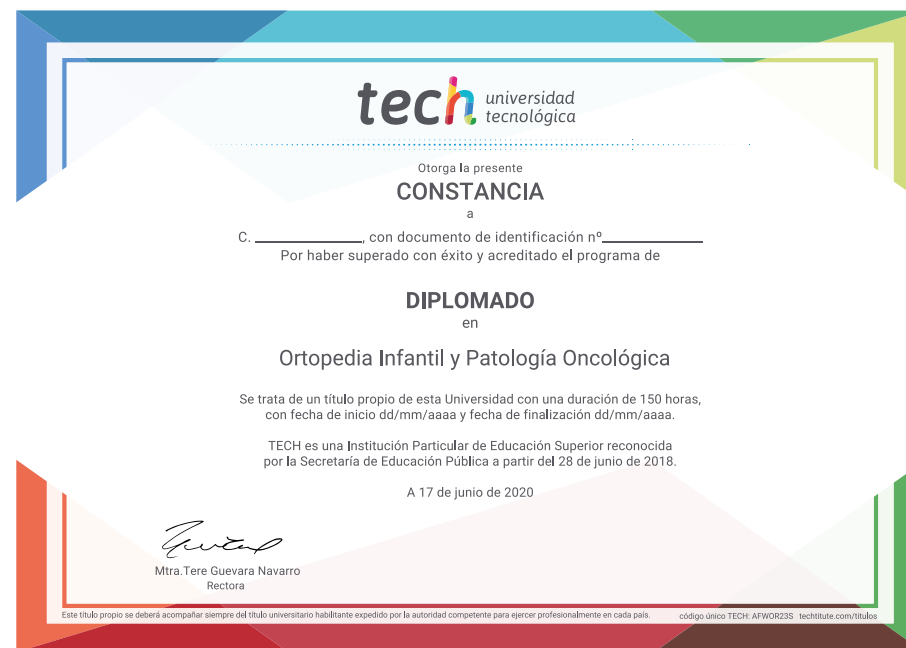 tech universidad
tecnológica
Otorga la presente
CONSTANCIA
a
C. ______________, con documento de identificación nº_____________
Por haber superado con éxito y acreditado el programa de
DIPLOMADO
en
Ortopedia Infantil y Patología Oncológica
Se trata de un título propio de esta Universidad con una duración de 150 horas,
con fecha de inicio dd/mm/aaaa y fecha de finalización dd/mm/aaaa.
TECH es una Institución Particular de Educación Superior reconocida
por la Secretaría de Educación Pública a partir del 28 de junio de 2018.
A 17 de junio de 2020
Mtra.Tere Guevara Navarro
Rectora
Este título propio se deberá acompañar siempre del título universitario habilitante expedido por la autoridad competente para ejercer profesionalmente en cada país.
código único TECH: AFWOR23S techtitute.com/títulos